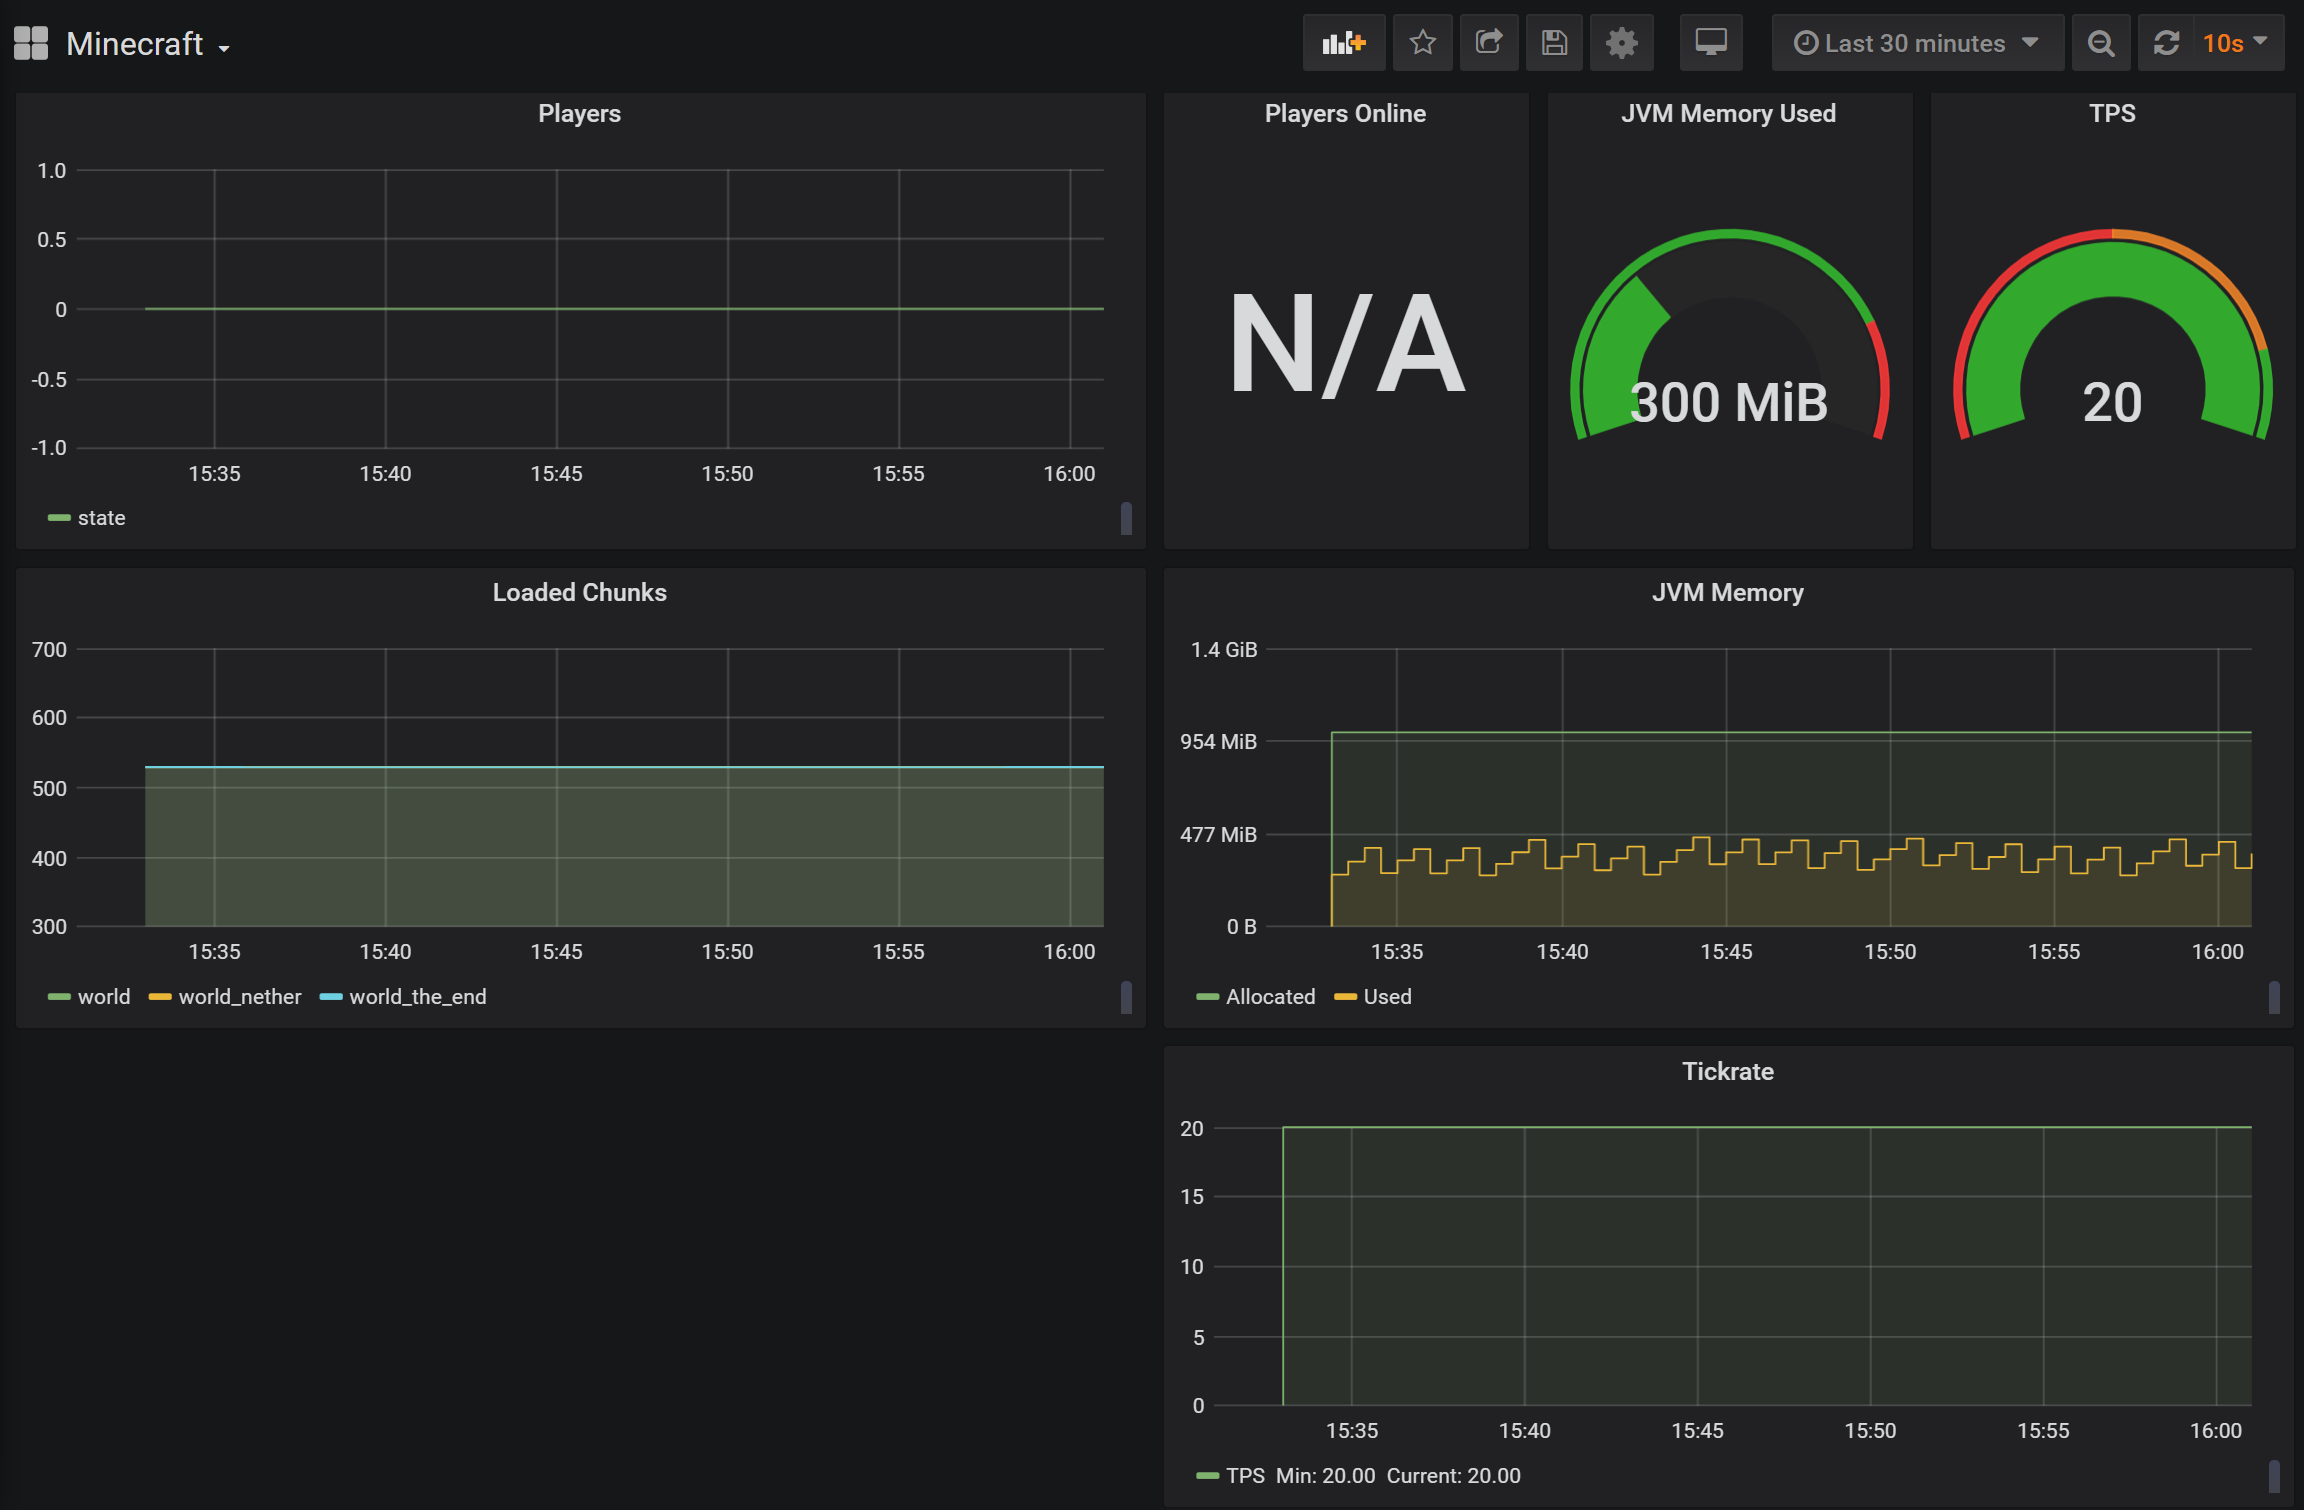 Minecraft
Last 30 minutes
10s
Players
1.0
0.5
0
-0.5
-1.0
15:35 15:40 15:45 15:50 15:55 16:00
state
Players Online
N/A
JVM Memory Used
300 MiB
TPS
20
Loaded Chunks
700
600
500
400
300
15:35 15:40 15:45 15:50 15:55 16:00
world world_nether world_the_end
JVM Memory
1.4 GiB
954 MiB
477 MiB
0 B
15:35 15:40 15:45 15:50 15:55 16:00
Allocated Used
Tickrate
20
15
10
5
0
15:35 15:40 15:45 15:50 15:55 16:00
TPS Min: 20.00 Current: 20.00